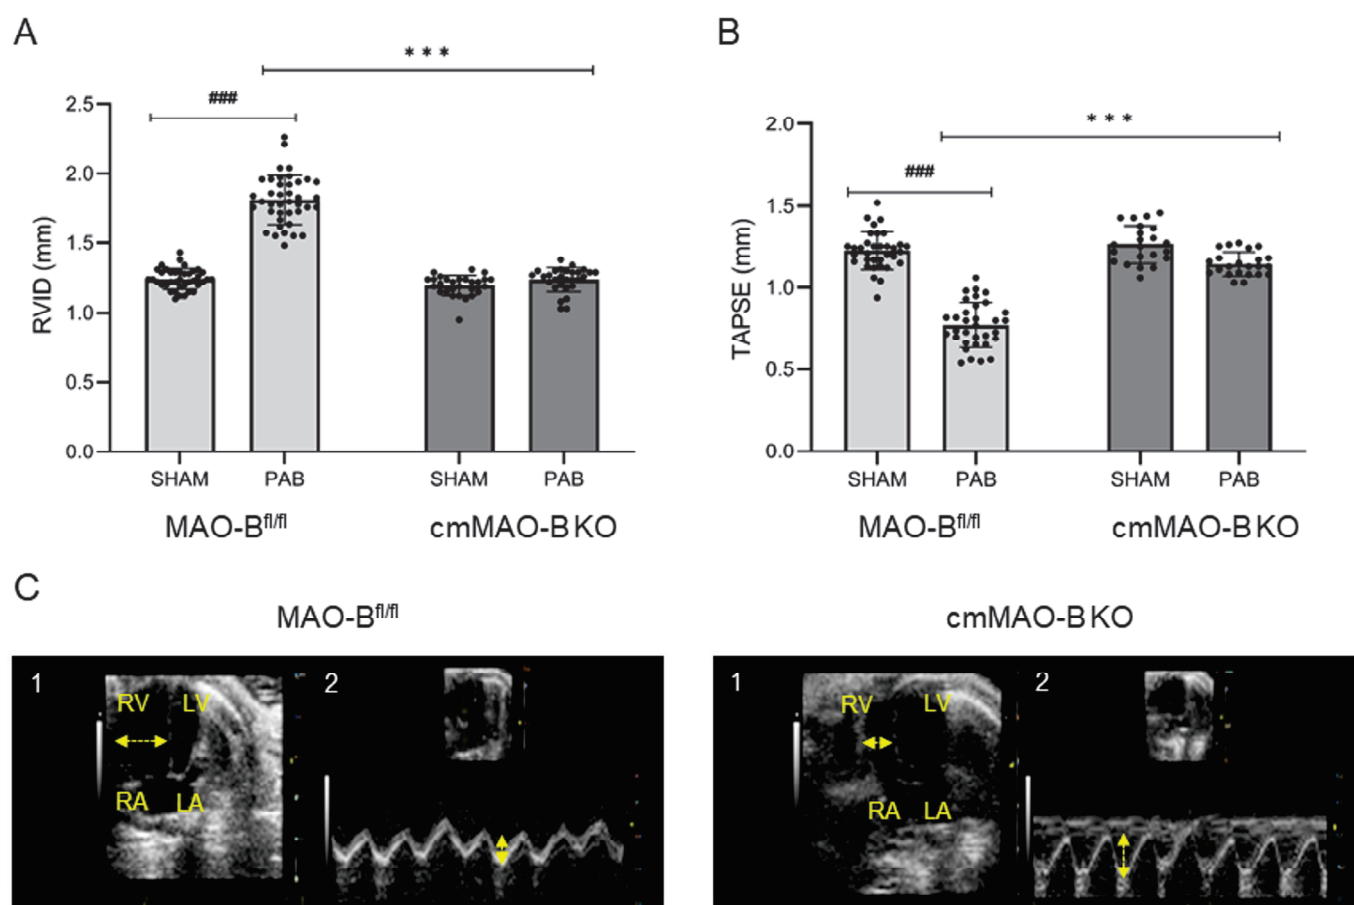 A
* * *
###
2.5
2.0
1.5
1.0
0.5
0.0
RVID (mm)
SHAM PAB SHAM PAB
MAO-Bfl/fl cmMAO-B KO
B
* * *
###
2.0
1.5
1.0
0.5
0.0
TAPSE (mm)
SHAM PAB SHAM PAB
MAO-Bfl/fl cmMAO-B KO
C
MAO-Bfl/fl
1
RV LV
RA LA
2
cmMAO-B KO
1
RV LV
RA LA
2